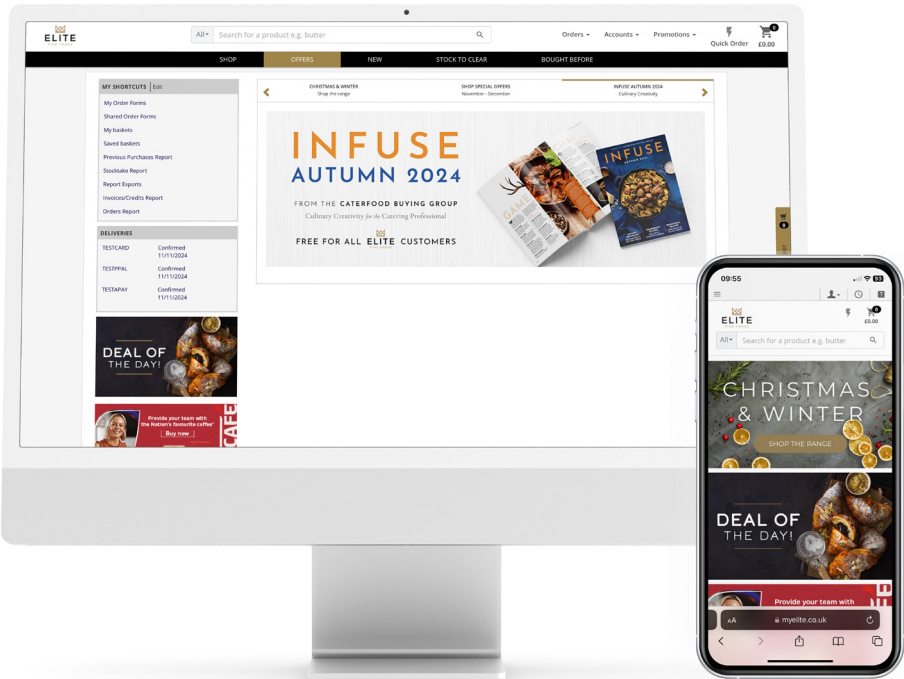 ELITE
FINE FOODS
All
Search for a product e.g. butter
Orders
Accounts
Promotions
Quick Order
0
£0.00
SHOP
OFFERS
NEW
STOCK TO CLEAR
BOUGHT BEFORE
MY SHORTCUTS | Edit
My Order Forms
Shared Order Forms
My baskets
Saved baskets
Previous Purchases Report
Stocktake Report
Report Exports
Invoices/Credits Report
Orders Report
DELIVERIES
TESTCARD Confirmed
11/11/2024
TESTPPAL Confirmed
11/11/2024
TESTAPAY Confirmed
11/11/2024
DEAL OF
THE DAY!
Provide your team with
the Nation's favourite coffee*
Buy now
CAFE
CHRISTMAS & WINTER
Shop the range
SHOP SPECIAL OFFERS
November - December
INFUSE AUTUMN 2024
Culinary Creativity
INFUSE
AUTUMN 2024
FROM THE CATERFOOD BUYING GROUP
Culinary Creativity for the Catering Professional
FREE FOR ALL ELITE CUSTOMERS
GAME
INFUSE
0
09:55
93
ELITE
0
£0.00
All
Search for a product e.g. butter
CHRISTMAS
& WINTER
SHOP THE RANGE
DEAL OF
THE DAY!
Provide your team with
AA
myelite.co.uk